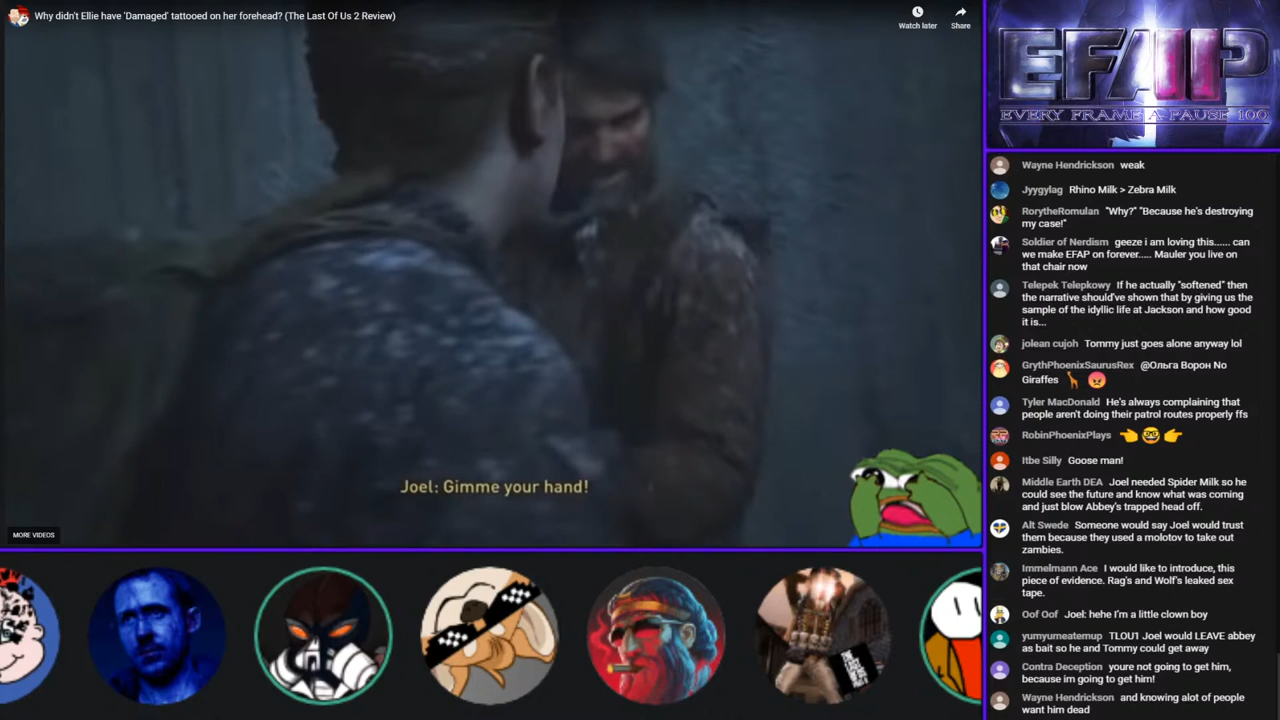 Why didn't Ellie have 'Damaged' tattooed on her forehead? (The Last Of Us 2 Review)
Watch later
Share
Joel: Gimme your hand!
MORE VIDEOS
EFAP
EVERY FRAME A PAUSE 100
Wayne Hendrickson weak
Jyygylag Rhino Milk > Zebra Milk
RorytheRomulan "Why?" "Because he's destroying
my case!"
Soldier of Nerdism geeze i am loving this...... can
we make EFAP on forever..... Mauler you live on
that chair now
Telepek Telepkowy If he actually "softened" then
the narrative should've shown that by giving us the
sample of the idyllic life at Jackson and how good
it is...
jolean cujoh Tommy just goes alone anyway lol
GrythPhoenixSaurusRex @Ольга Ворон No
Giraffes 🦒 😡
Tyler MacDonald He's always complaining that
people aren't doing their patrol routes properly ffs
RobinPhoenixPlays 👈 🤓 👉
Itbe Silly Goose man!
Middle Earth DEA Joel needed Spider Milk so he
could see the future and know what was coming
and just blow Abbey's trapped head off.
Alt Swede Someone would say Joel would trust
them because they used a molotov to take out
zambies.
Immelmann Ace I would like to introduce, this
piece of evidence. Rag's and Wolf's leaked sex
tape.
Oof Oof Joel: hehe I'm a little clown boy
yumyumeatemup TLOU1 Joel would LEAVE abbey
as bait so he and Tommy could get away
Contra Deception youre not going to get him,
because im going to get him!
Wayne Hendrickson and knowing alot of people
want him dead